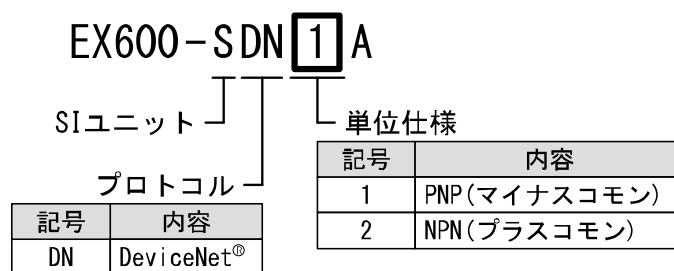 EX600-SDN1A
SIユニット
単位仕様
記号 内容
1 PNP(マイナスコモン)
2 NPN(プラスコモン)
プロトコル
記号 内容
DN DeviceNet®